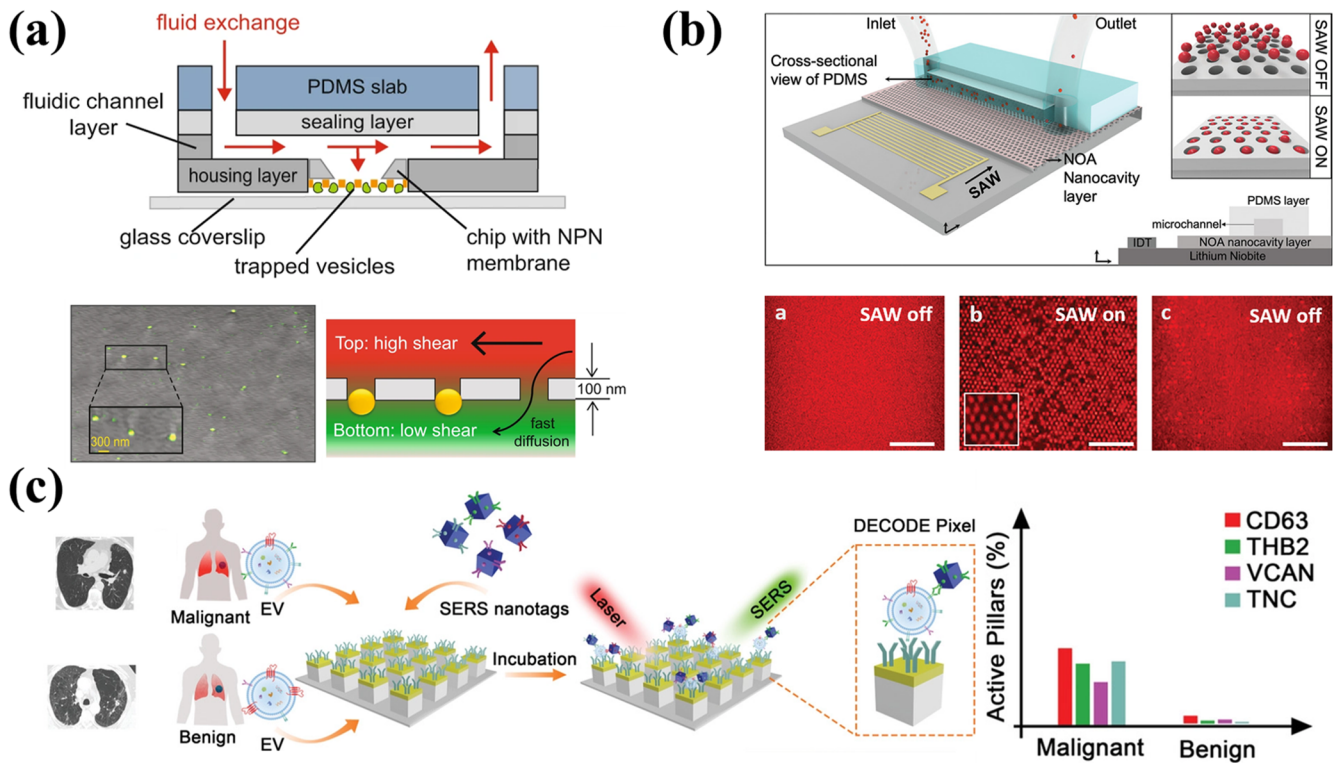 (a)
fluid exchange
PDMS slab
fluidic channel
layer
sealing layer
housing layer
glass coverslip
trapped vesicles
chip with NPN
membrane
300 nm
Top: high shear
100 nm
Bottom: low shear
fast
diffusion
(b)
Inlet
Outlet
Cross-sectional
view of PDMS
SAW
NOA
Nanocavity
layer
SAW OFF
SAW ON
PDMS layer
microchannel
IDT
NOA nanocavity layer
Lithium Niobite
a
SAW off
b
SAW on
c
SAW off
(c)
Malignant
EV
Benign
EV
SERS nanotags
Incubation
Laser
SERS
DECODE Pixel
Active Pillars (%)
CD63
THB2
VCAN
TNC
Malignant
Benign